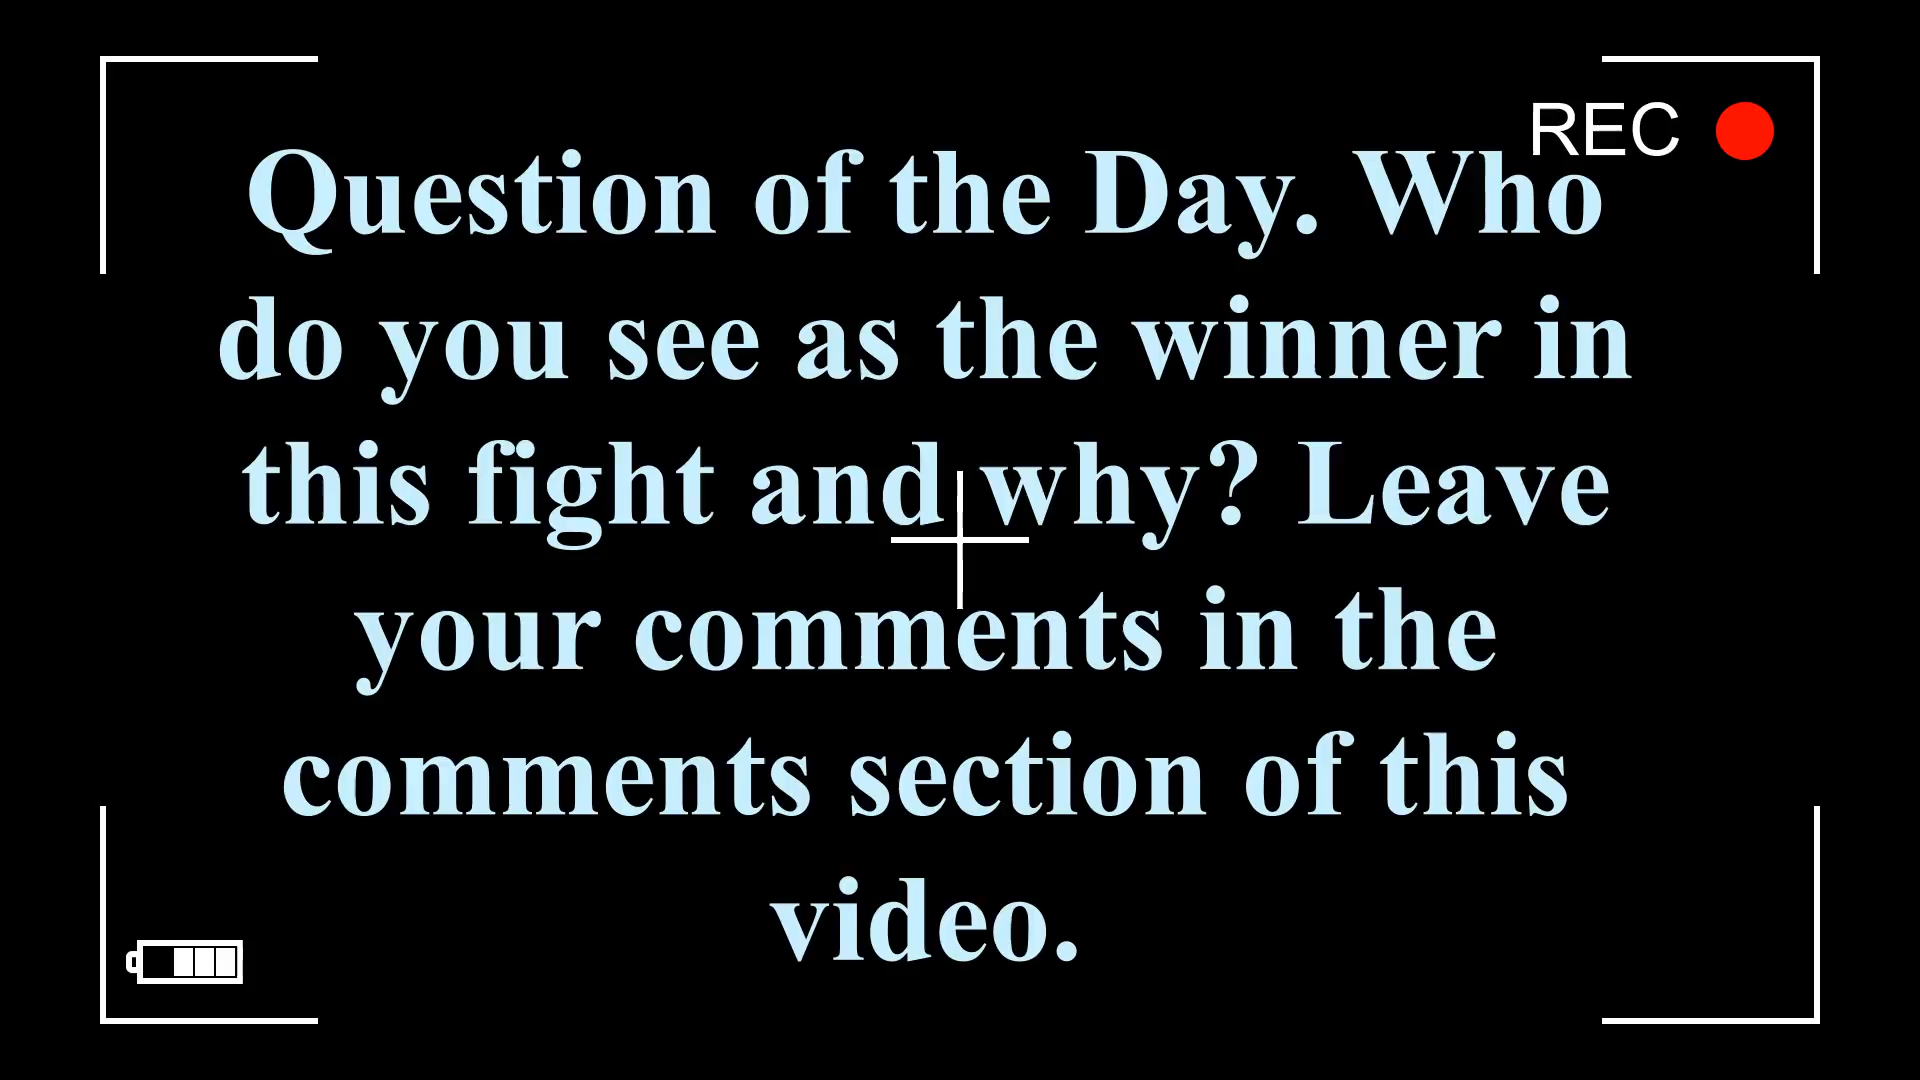 REC
Question of the Day. Who
do you see as the winner in
this fight and why? Leave
your comments in the
comments section of this
video.